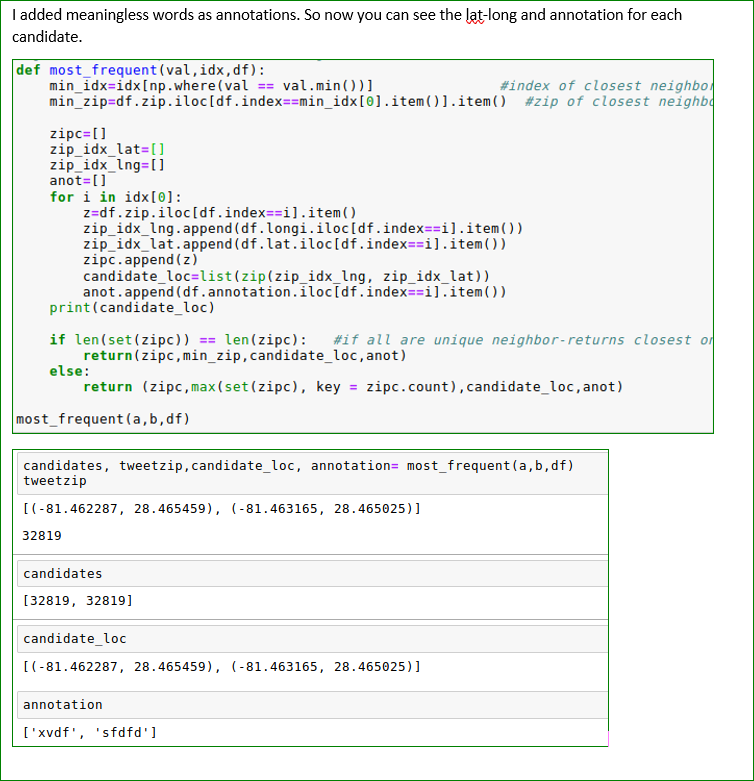 I added meaningless words as annotations. So now you can see the lat-long and annotation for each
candidate.
def most_frequent(val,idx,df):
    min_idx=idx[np.where(val == val.min())]               #index of closest neighbor
    min_zip=df.zip.iloc[df.index==min_idx[0].item()].item()  #zip of closest neighbo

    zipc=[]
    zip_idx_lat=[]
    zip_idx_lng=[]
    anot=[]
    for i in idx[0]:
        z=df.zip.iloc[df.index==i].item()
        zip_idx_lng.append(df.longi.iloc[df.index==i].item())
        zip_idx_lat.append(df.lat.iloc[df.index==i].item())
        zipc.append(z)
        candidate_loc=list(zip(zip_idx_lng, zip_idx_lat))
        anot.append(df.annotation.iloc[df.index==i].item())
    print(candidate_loc)

    if len(set(zipc)) == len(zipc):   #if all are unique neighbor-returns closest or
        return(zipc,min_zip,candidate_loc,anot)
    else:
        return (zipc,max(set(zipc), key = zipc.count),candidate_loc,anot)

most_frequent(a,b,df)
candidates, tweetzip,candidate_loc, annotation= most_frequent(a,b,df)
tweetzip
[(-81.462287, 28.465459), (-81.463165, 28.465025)]
32819
candidates
[32819, 32819]
candidate_loc
[(-81.462287, 28.465459), (-81.463165, 28.465025)]
annotation
['xvdf', 'sfdfd']